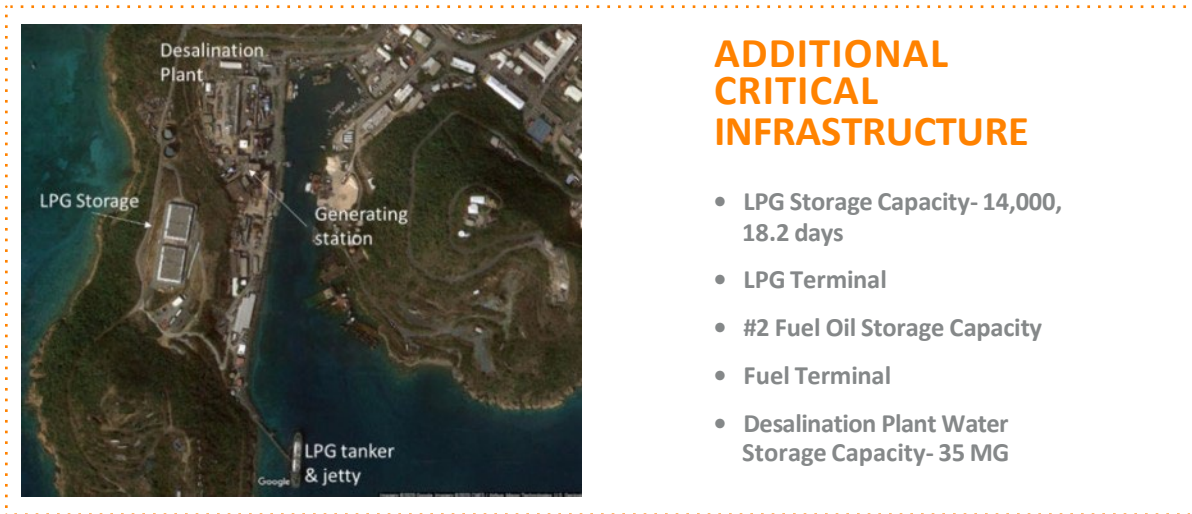 Desalination
Plant
LPG Storage
Generating
station
LPG tanker
& jetty
Google
ADDITIONAL
CRITICAL
INFRASTRUCTURE
• LPG Storage Capacity- 14,000,
18.2 days
• LPG Terminal
• #2 Fuel Oil Storage Capacity
• Fuel Terminal
• Desalination Plant Water
Storage Capacity- 35 MG